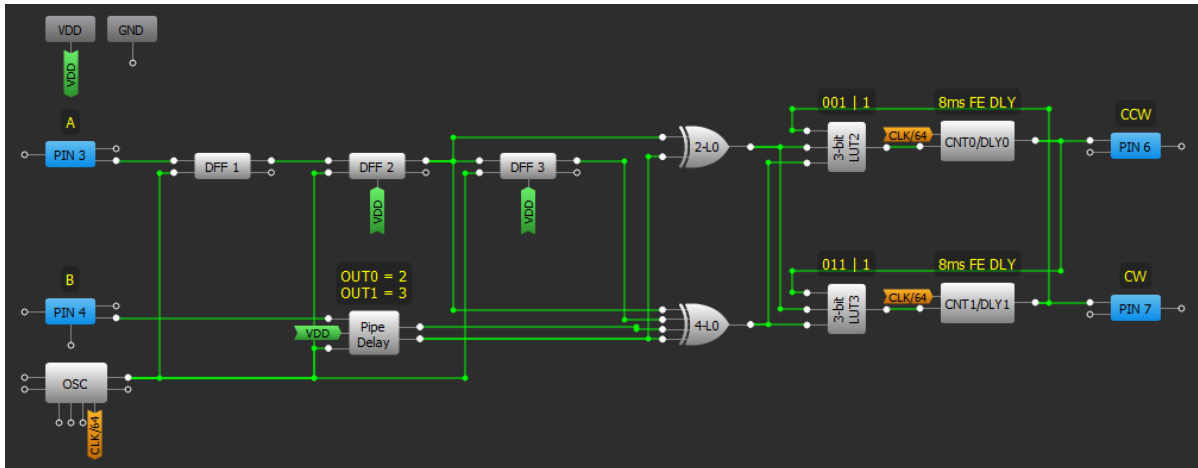 VDD
GND
VDD
A
PIN 3
DFF 1
DFF 2
VDD
DFF 3
VDD
B
PIN 4
OUT0 = 2
OUT1 = 3
VDD
Pipe
Delay
OSC
CLK/64
2-L0
4-L0
001 | 1
3-bit
LUT2
CLK/64
8ms FE DLY
CNT0/DLY0
CCW
PIN 6
011 | 1
3-bit
LUT3
CLK/64
8ms FE DLY
CNT1/DLY1
CW
PIN 7